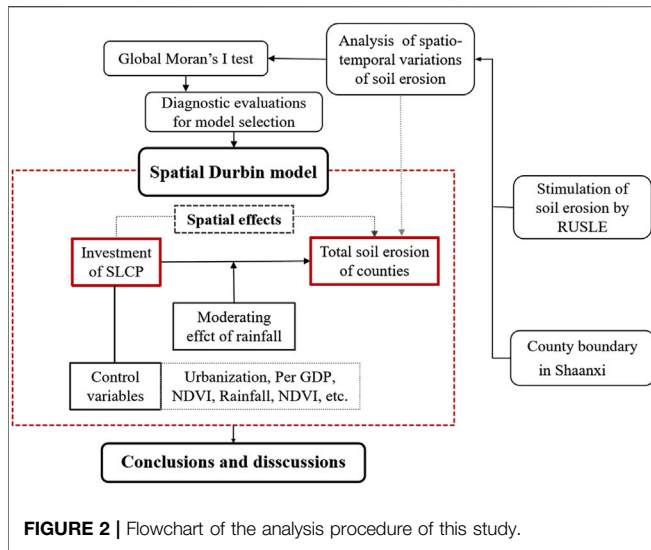 Global Moran's I test
Analysis of spatio-
temporal variations
of soil erosion
Diagnostic evaluations
for model selection
Spatial Durbin model
Stimulation of
soil erosion by
RUSLE
Spatial effects
Investment
of SLCP
Total soil erosion
of counties
Moderating
effct of rainfall
County boundary
in Shaanxi
Control
variables
Urbanization, Per GDP,
NDVI, Rainfall, NDVI, etc.
Conclusions and disscussions
FIGURE 2 | Flowchart of the analysis procedure of this study.